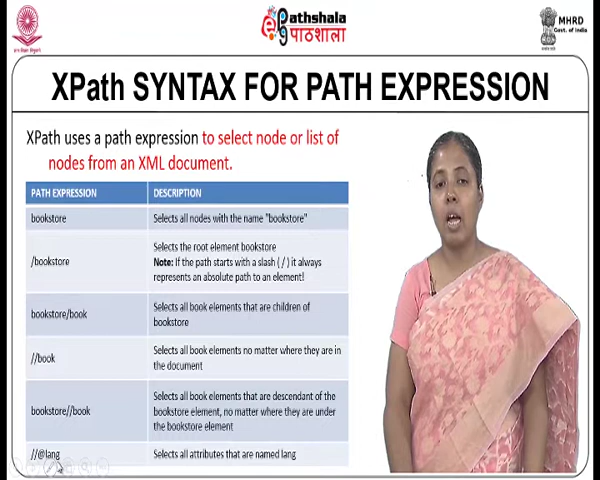 Pathshala
पाठशाला
MHRD
Govt. of India
XPath SYNTAX FOR PATH EXPRESSION
XPath uses a path expression to select node or list of
nodes from an XML document.
PATH EXPRESSION DESCRIPTION
bookstore Selects all nodes with the name "bookstore"
/bookstore Selects the root element bookstore
Note: If the path starts with a slash ( / ) it always
represents an absolute path to an element!
bookstore/book Selects all book elements that are children of
bookstore
//book Selects all book elements no matter where they are in
the document
bookstore//book Selects all book elements that are descendant of the
bookstore element, no matter where they are under
the bookstore element
//@lang Selects all attributes that are named lang